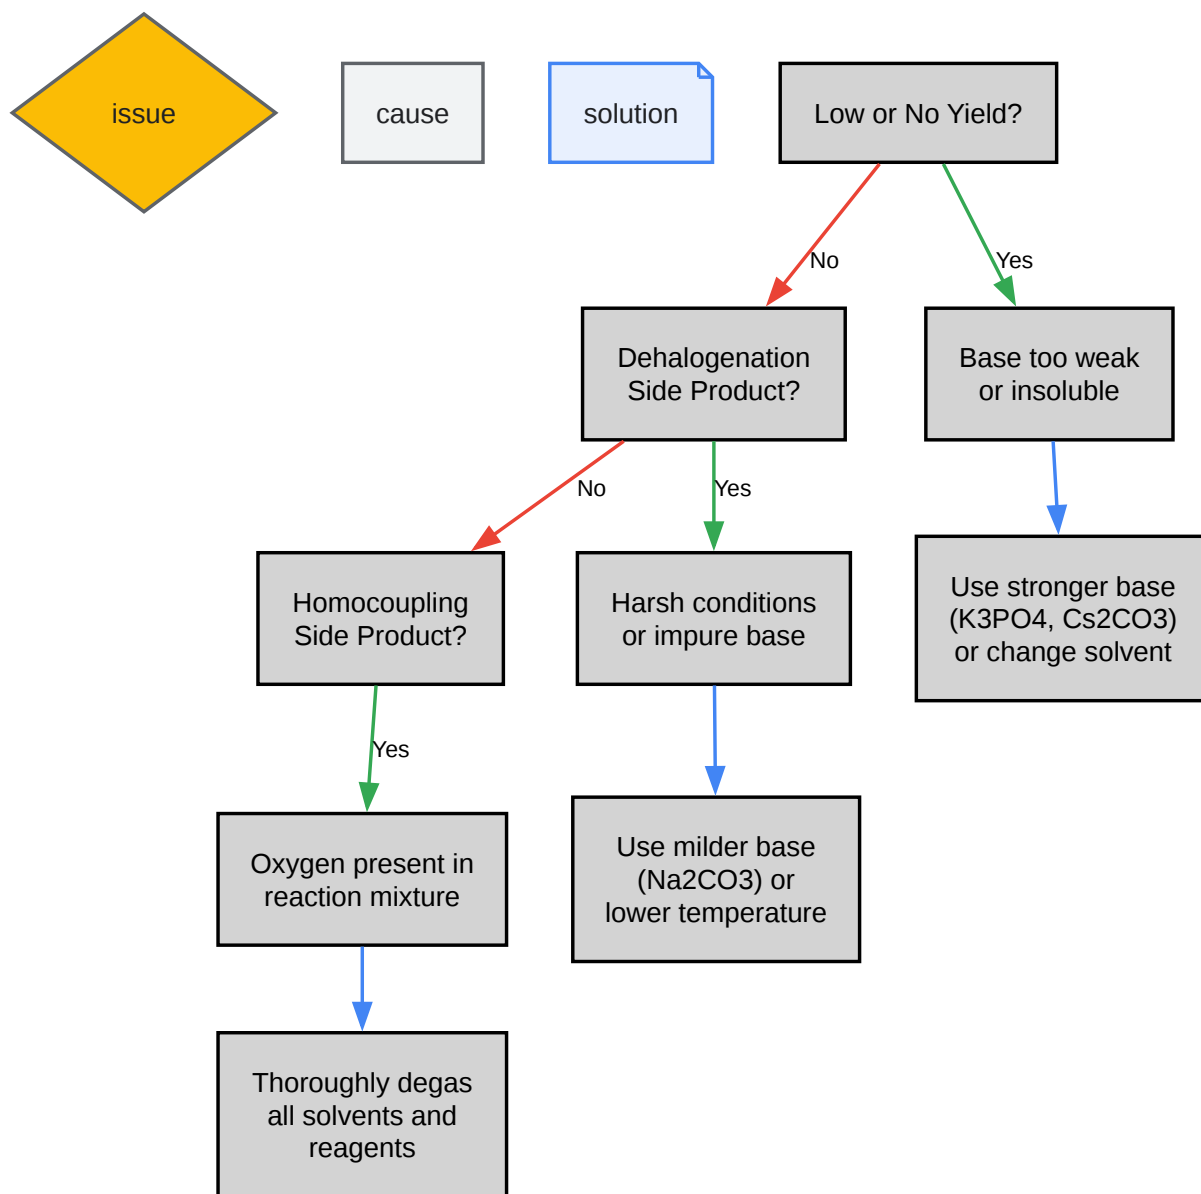 issue
cause
solution
Low or No Yield?
No
Yes
Dehalogenation
Side Product?
Base too weak
or insoluble
No
Yes
Homocoupling
Side Product?
Harsh conditions
or impure base
Use stronger base
(K3PO4, Cs2CO3)
or change solvent
Yes
Oxygen present in
reaction mixture
Use milder base
(Na2CO3) or
lower temperature
Thoroughly degas
all solvents and
reagents